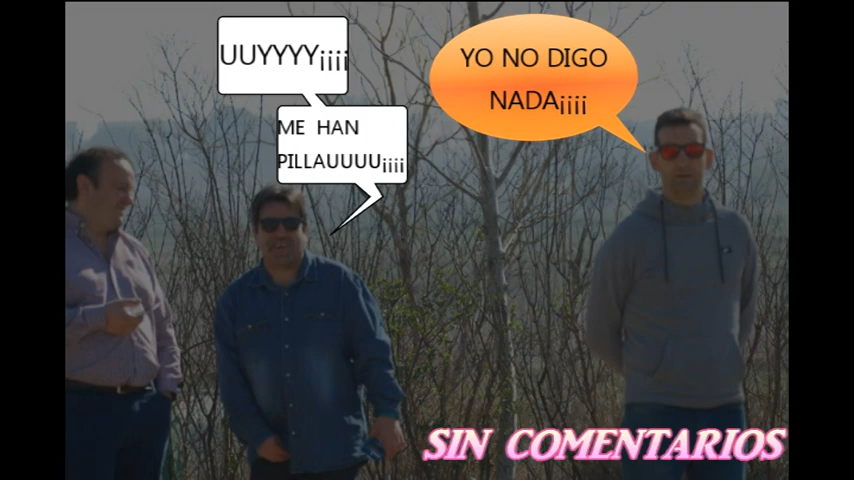 UUYYYY¡¡¡¡
ME HAN
PILLAUUUU¡¡¡¡
YO NO DIGO
NADA¡¡¡¡
SIN COMENTARIOS